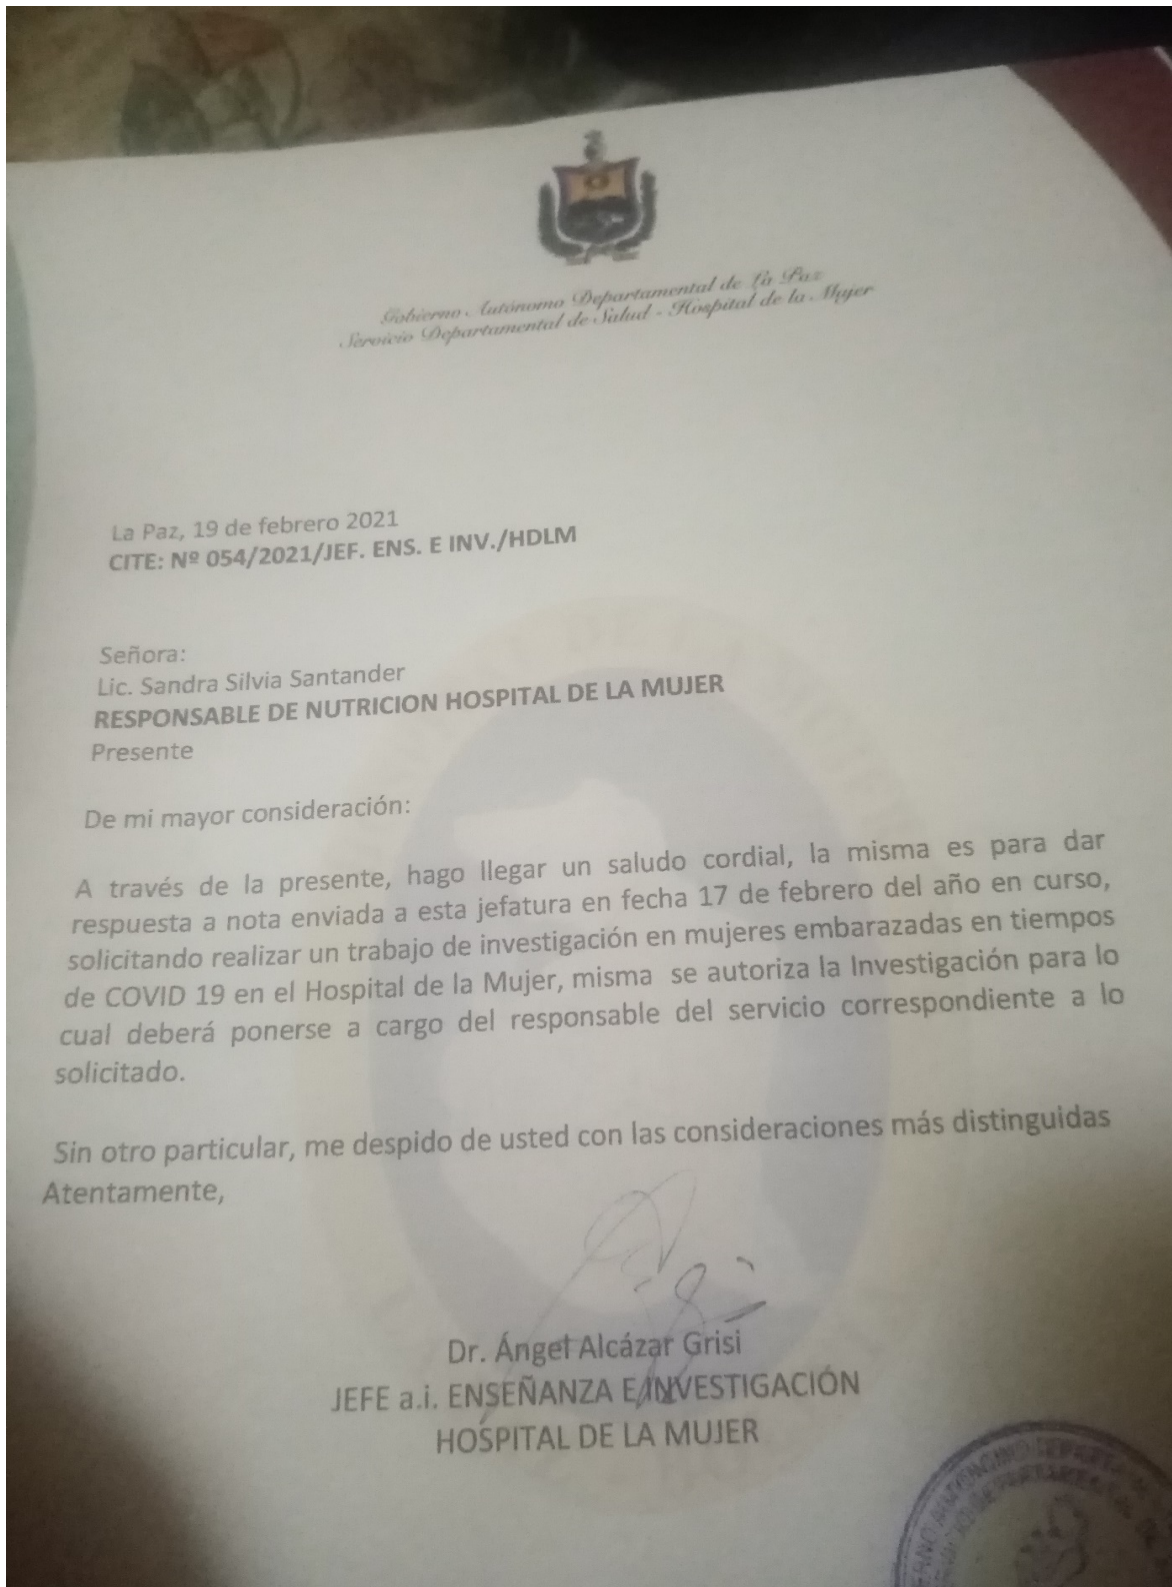 Gobierno Autónomo Departamental de La Paz
Servicio Departamental de Salud - Hospital de la Mujer
La Paz, 19 de febrero 2021
CITE: Nº 054/2021/JEF. ENS. E INV./HDLM
Señora:
Lic. Sandra Silvia Santander
RESPONSABLE DE NUTRICION HOSPITAL DE LA MUJER
Presente
De mi mayor consideración:
A través de la presente, hago llegar un saludo cordial, la misma es para dar
respuesta a nota enviada a esta jefatura en fecha 17 de febrero del año en curso,
solicitando realizar un trabajo de investigación en mujeres embarazadas en tiempos
de COVID 19 en el Hospital de la Mujer, misma se autoriza la Investigación para lo
cual deberá ponerse a cargo del responsable del servicio correspondiente a lo
solicitado.
Sin otro particular, me despido de usted con las consideraciones más distinguidas
Atentamente,
Dr. Ángel Alcázar Grisi
JEFE a.i. ENSEÑANZA E INVESTIGACIÓN
HOSPITAL DE LA MUJER